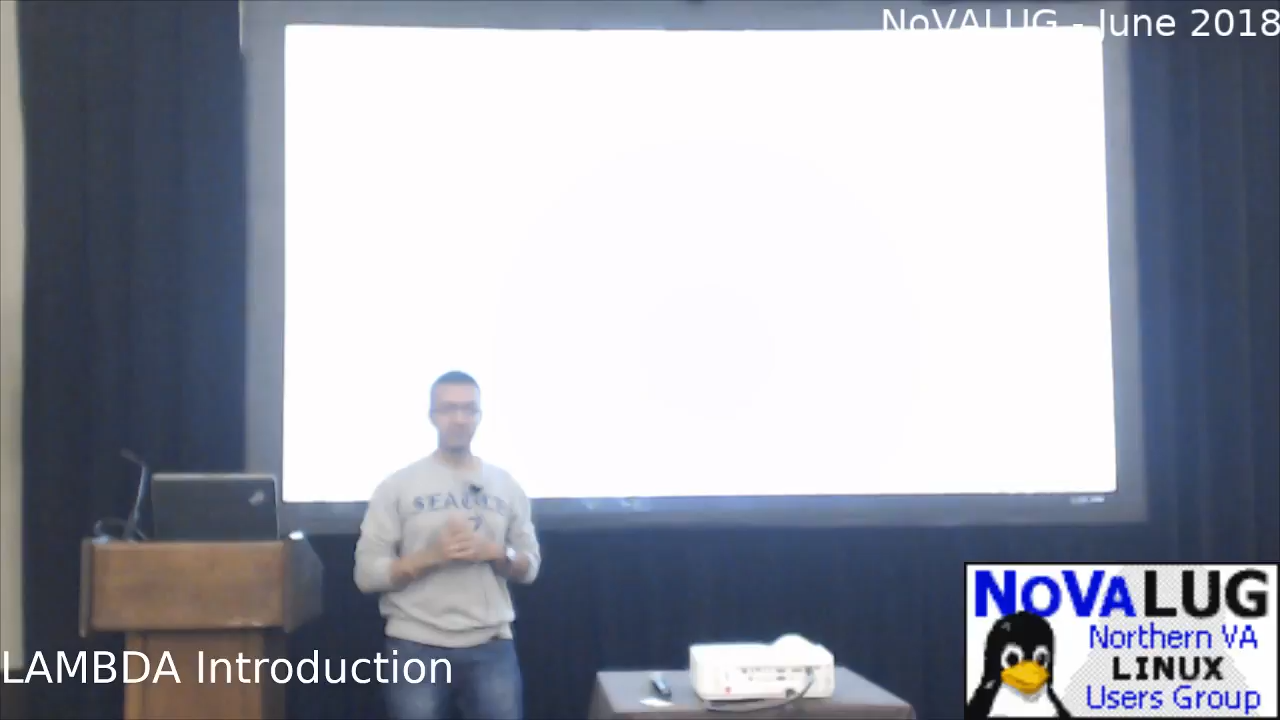 NoVALUG - June 2018
LAMBDA Introduction
NoVALUG
Northern VA
LINUX
Users Group